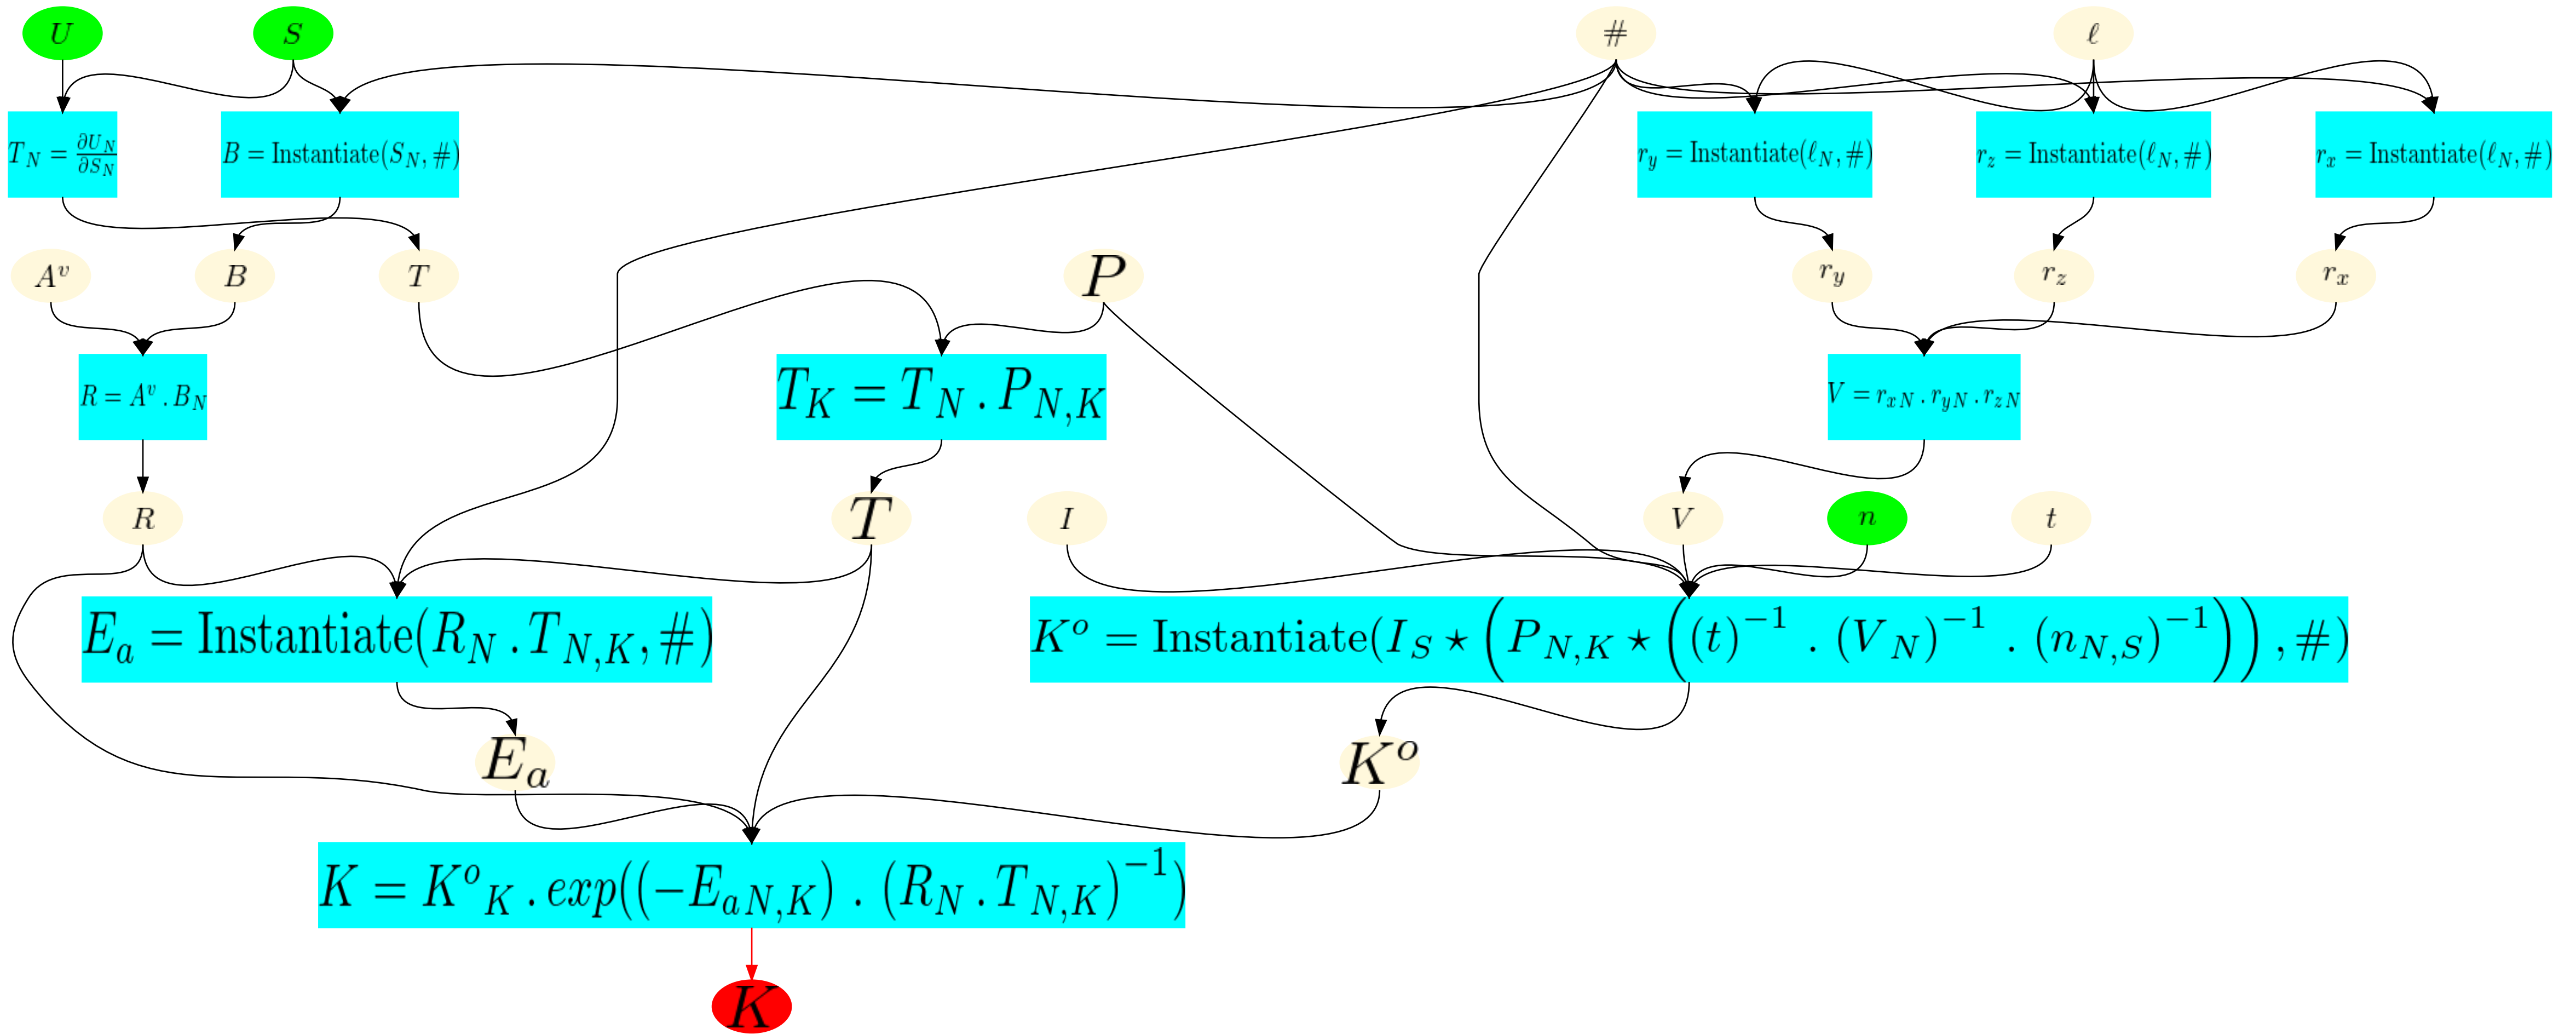 U S # ℓ
T_N = ∂U_N/∂S_N B = Instantiate(S_N, #) r_y = Instantiate(ℓ_N, #) r_z = Instantiate(ℓ_N, #) r_x = Instantiate(ℓ_N, #)
A^v B T P r_y r_z r_x
R = A^v . B_N T_K = T_N . P_{N,K} V = r_{xN} . r_{yN} . r_{zN}
R T I V n t
E_a = Instantiate(R_N . T_{N,K}, #) K^o = Instantiate(I_S ⋆ (P_{N,K} ⋆ ((t)^{-1} . (V_N)^{-1} . (n_{N,S})^{-1})), #)
E_a K^o
K = K^o_K . exp((−E_{aN,K}) . (R_N . T_{N,K})^{-1})
K